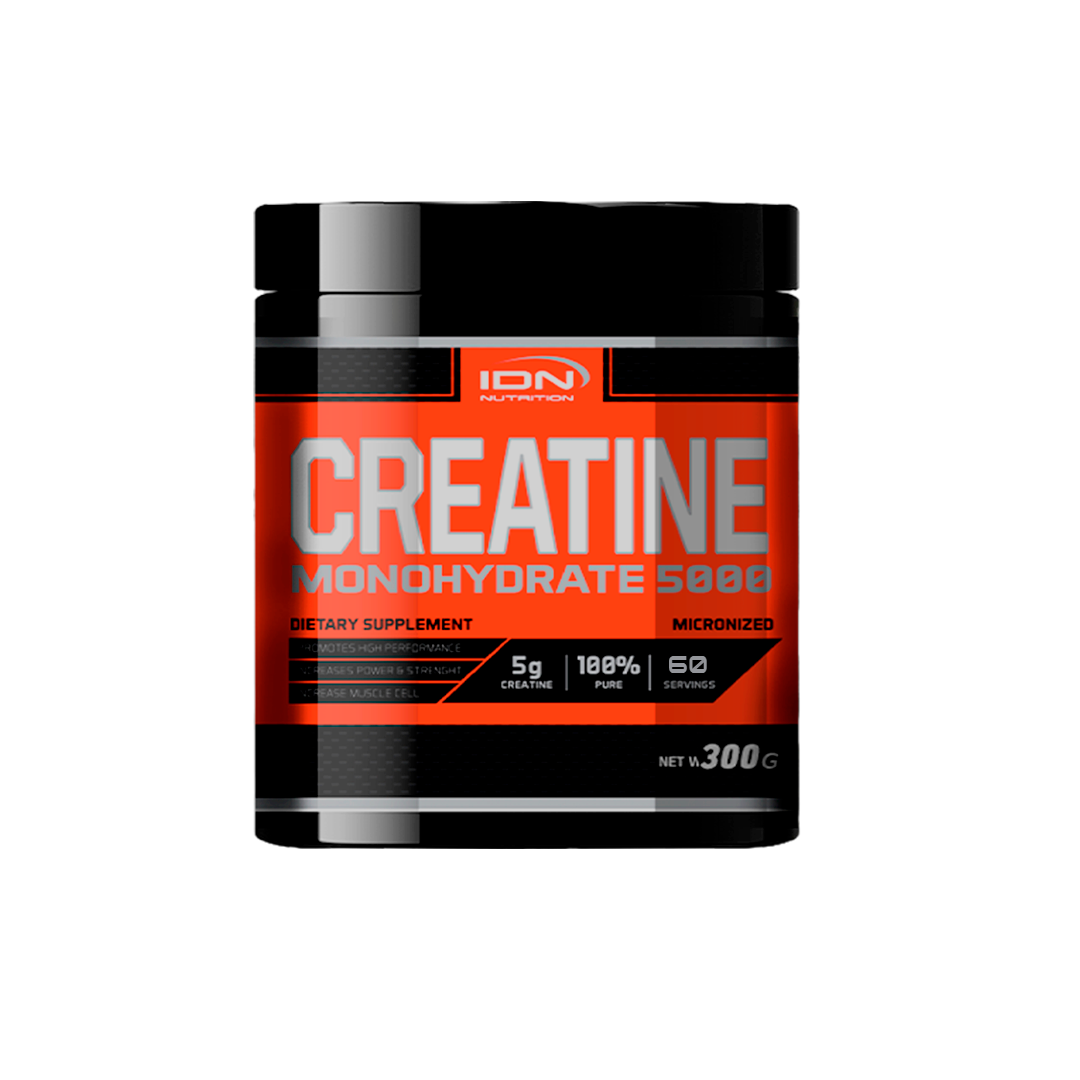 IDN
NUTRITION
CREATINE
MONOHYDRATE 5000
DIETARY SUPPLEMENT
MICRONIZED
HIGH PERFORMANCE
POWER & STRENGHT
MUSCLE CELL
5g
CREATINE
100%
PURE
60
SERVINGS
NET
300 G